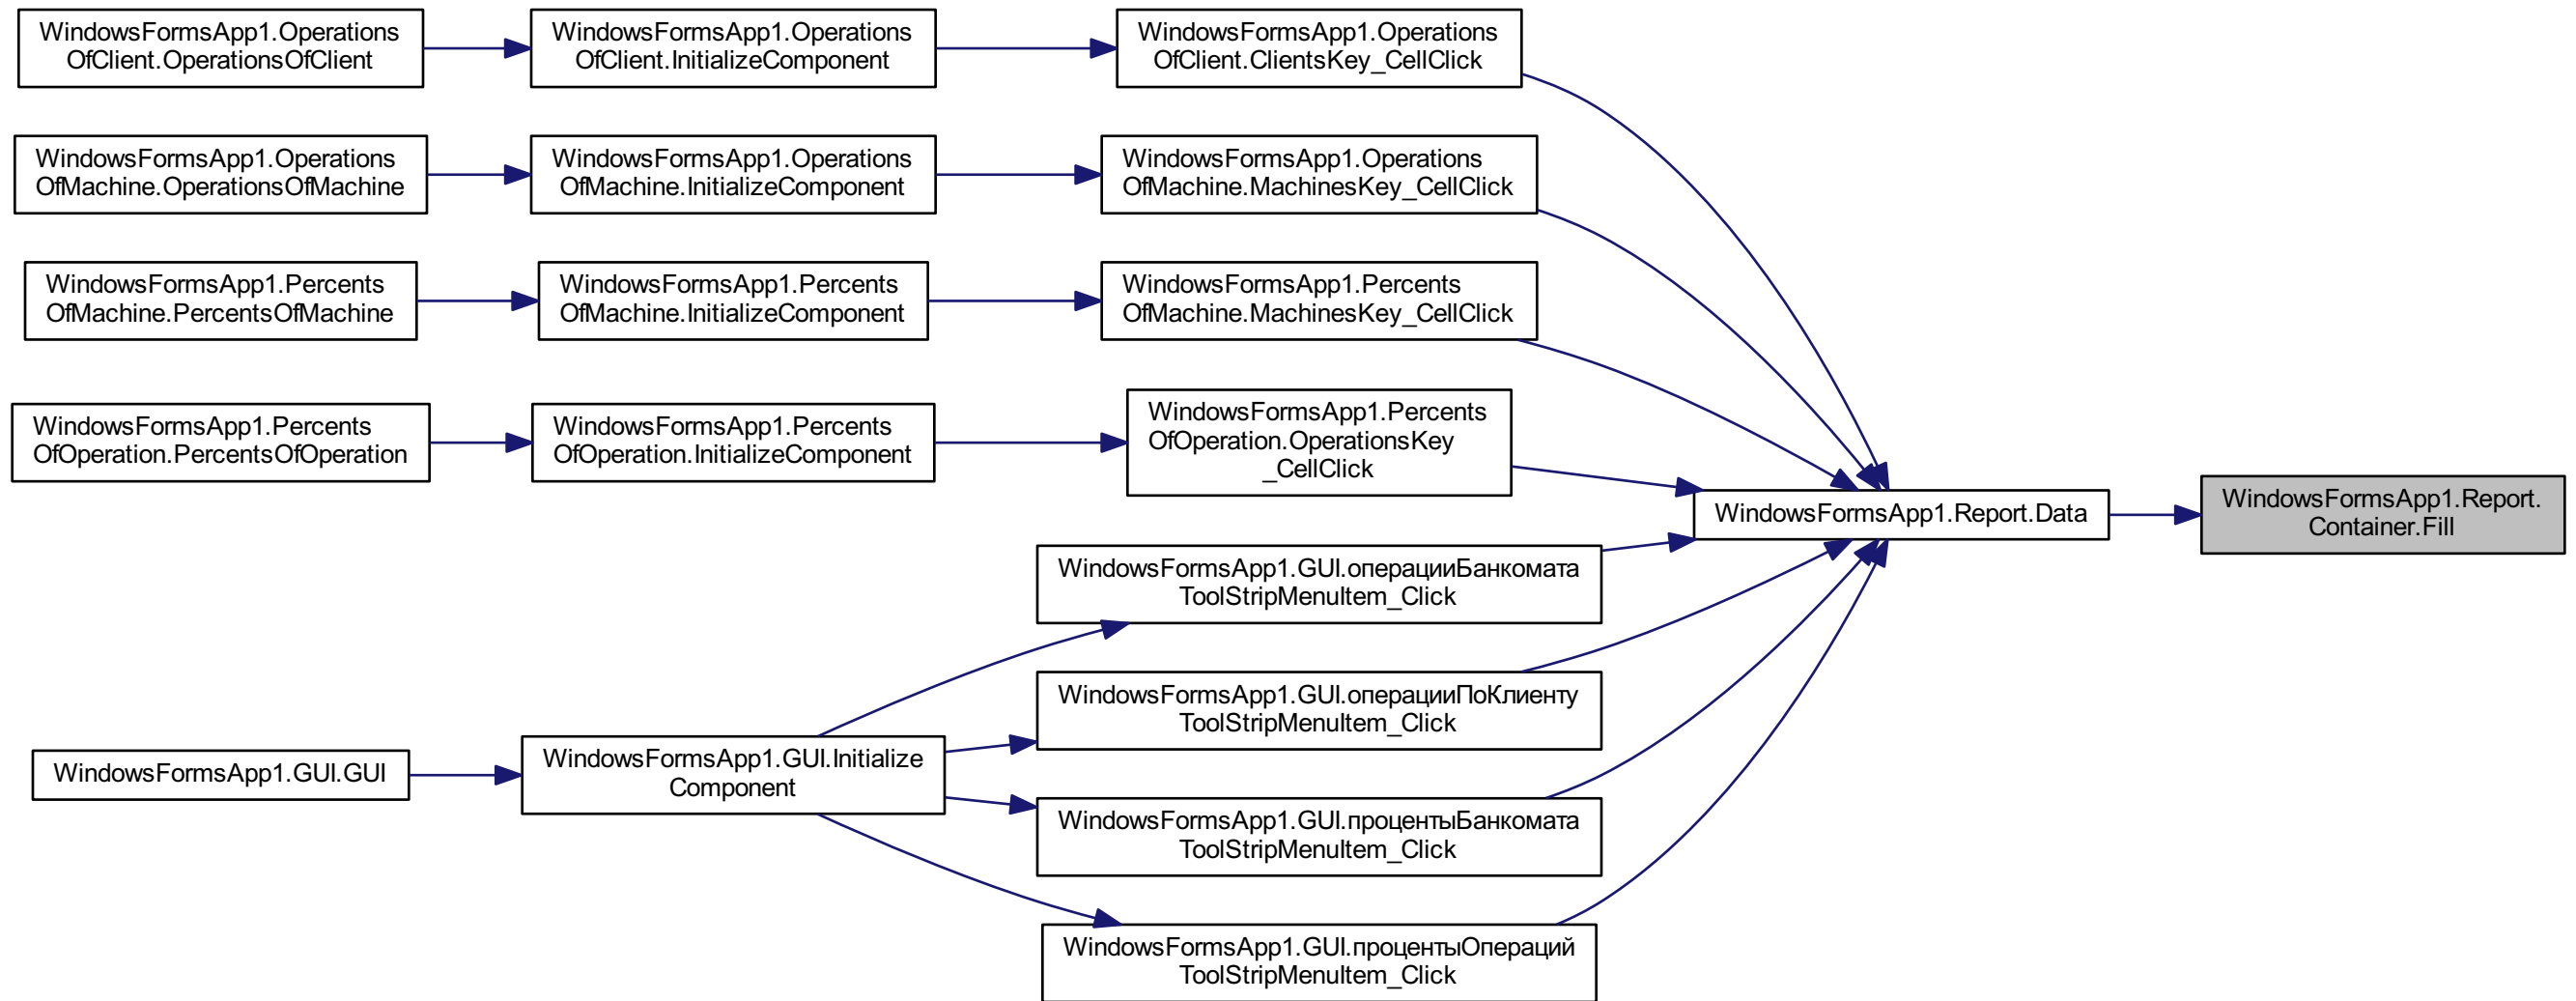 WindowsFormsApp1.Operations
OfClient.OperationsOfClient
WindowsFormsApp1.Operations
OfClient.InitializeComponent
WindowsFormsApp1.Operations
OfClient.ClientsKey_CellClick
WindowsFormsApp1.Operations
OfMachine.OperationsOfMachine
WindowsFormsApp1.Operations
OfMachine.InitializeComponent
WindowsFormsApp1.Operations
OfMachine.MachinesKey_CellClick
WindowsFormsApp1.Percents
OfMachine.PercentsOfMachine
WindowsFormsApp1.Percents
OfMachine.InitializeComponent
WindowsFormsApp1.Percents
OfMachine.MachinesKey_CellClick
WindowsFormsApp1.Percents
OfOperation.PercentsOfOperation
WindowsFormsApp1.Percents
OfOperation.InitializeComponent
WindowsFormsApp1.Percents
OfOperation.OperationsKey
_CellClick
WindowsFormsApp1.Report.Data
WindowsFormsApp1.Report.
Container.Fill
WindowsFormsApp1.GUI.операцииБанкомата
ToolStripMenuItem_Click
WindowsFormsApp1.GUI.операцииПоКлиенту
ToolStripMenuItem_Click
WindowsFormsApp1.GUI.GUI
WindowsFormsApp1.GUI.Initialize
Component
WindowsFormsApp1.GUI.процентыБанкомата
ToolStripMenuItem_Click
WindowsFormsApp1.GUI.процентыОпераций
ToolStripMenuItem_Click